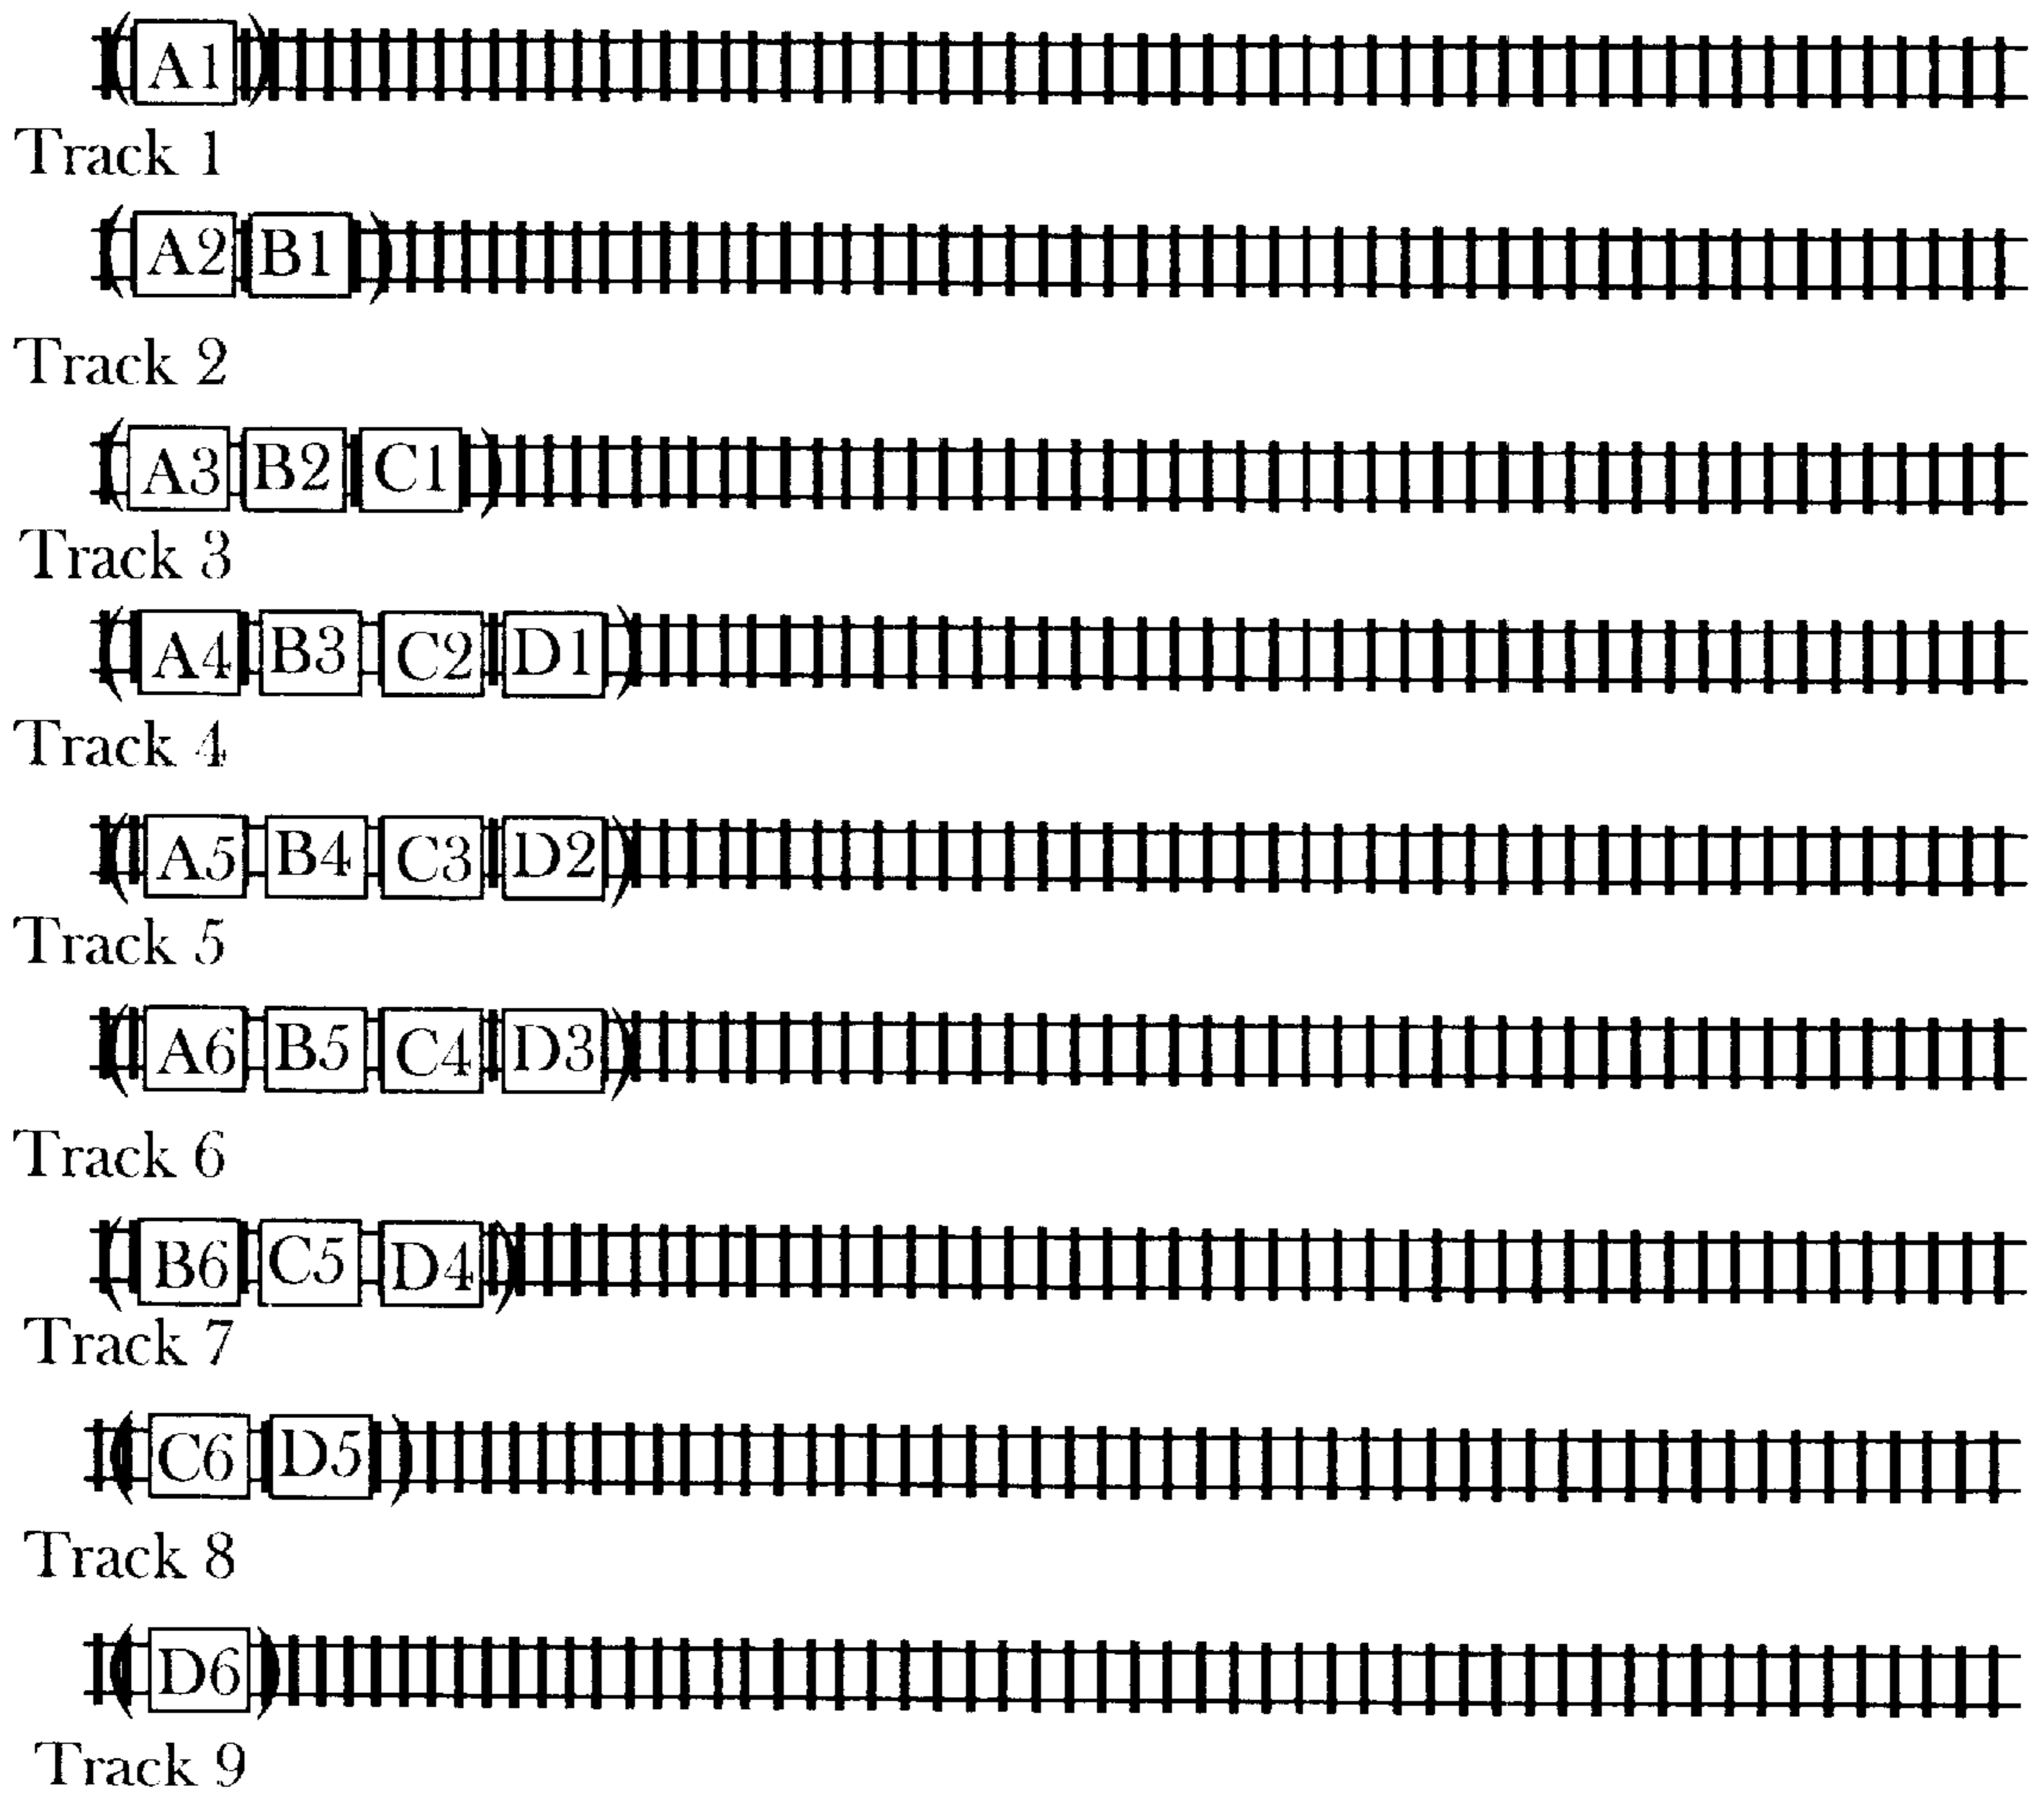 ( A1 )
Track 1
( A2 B1 )
Track 2
( A3 B2 C1 )
Track 3
( A4 B3 C2 D1 )
Track 4
( A5 B4 C3 D2 )
Track 5
( A6 B5 C4 D3 )
Track 6
( B6 C5 D4 )
Track 7
( C6 D5 )
Track 8
( D6 )
Track 9